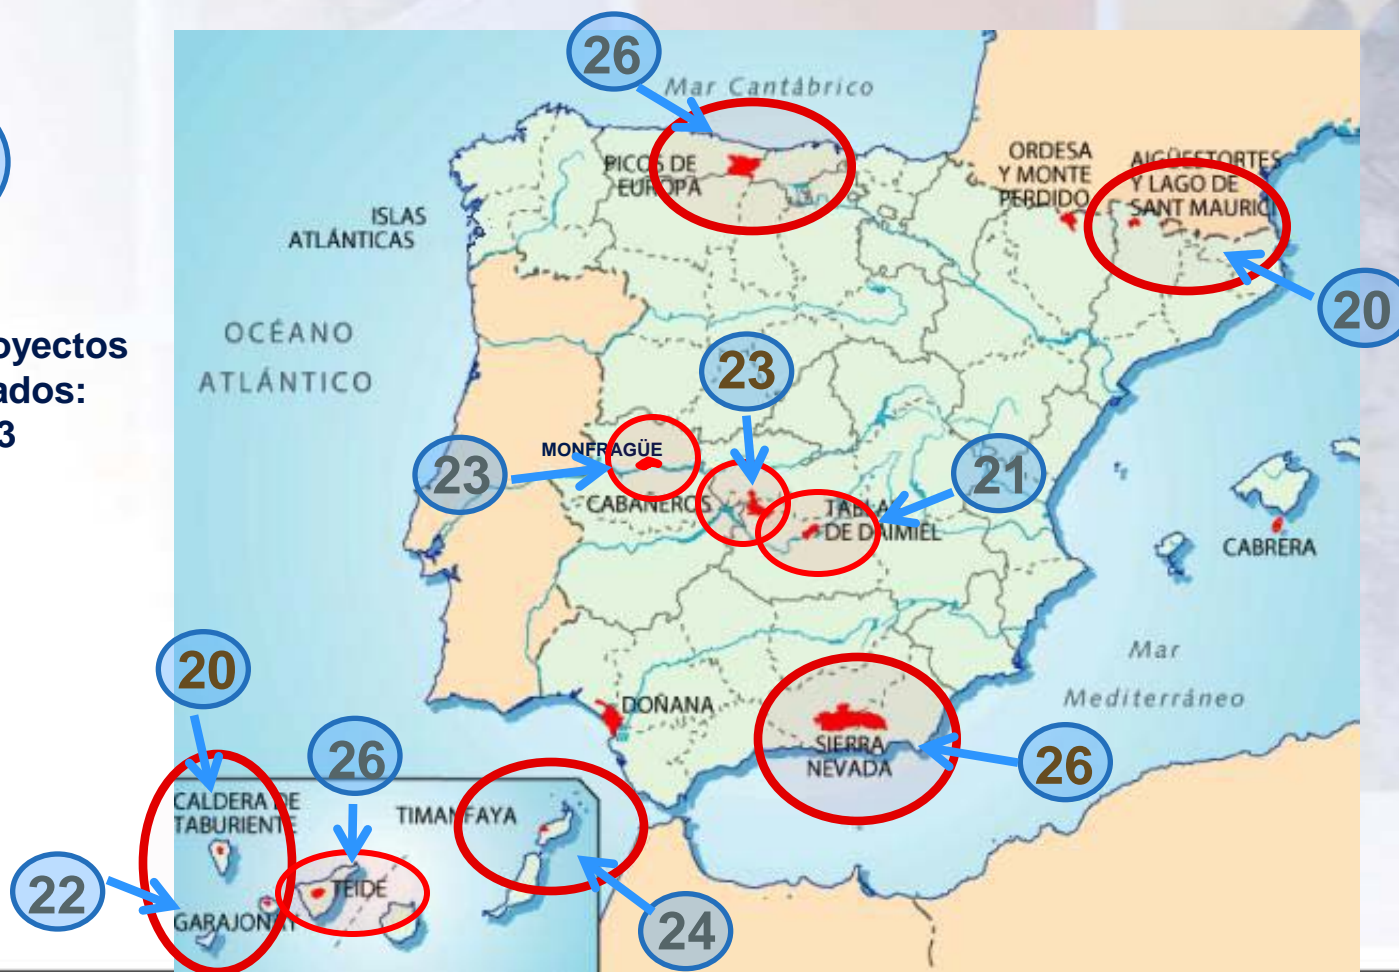 26
Mar Cantábrico
PICOS DE
EUROPA
ORDESA
Y MONTE
PERDIDO
AIGÜESTORTES
Y LAGO DE
SANT MAURICI
ISLAS
ATLÁNTICAS
20
OCÉANO
ATLÁNTICO
oyectos
ados:
3
23
MONFRAGÜE
23
CABAÑEROS
21
TABLAS
DE DAIMIEL
CABRERA
Mar
Mediterráneo
20
DOÑANA
SIERRA
NEVADA
26
26
CALDERA DE
TABURIENTE
TIMANFAYA
22
TEIDE
GARAJONAY
24